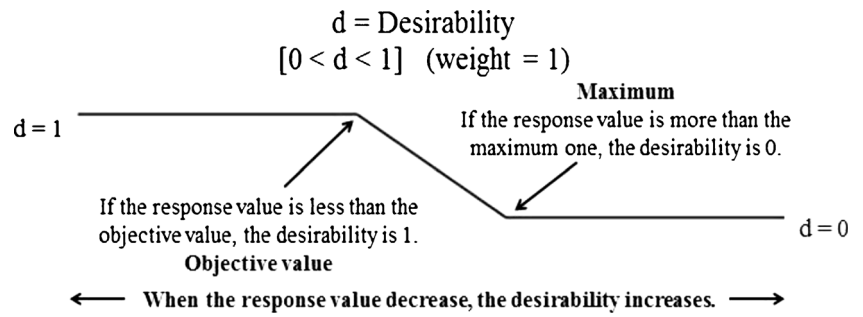 d = Desirability
[0 < d < 1] (weight = 1)
Maximum
If the response value is more than the
maximum one, the desirability is 0.
d = 1
If the response value is less than the
objective value, the desirability is 1.
Objective value
d = 0
When the response value decrease, the desirability increases.